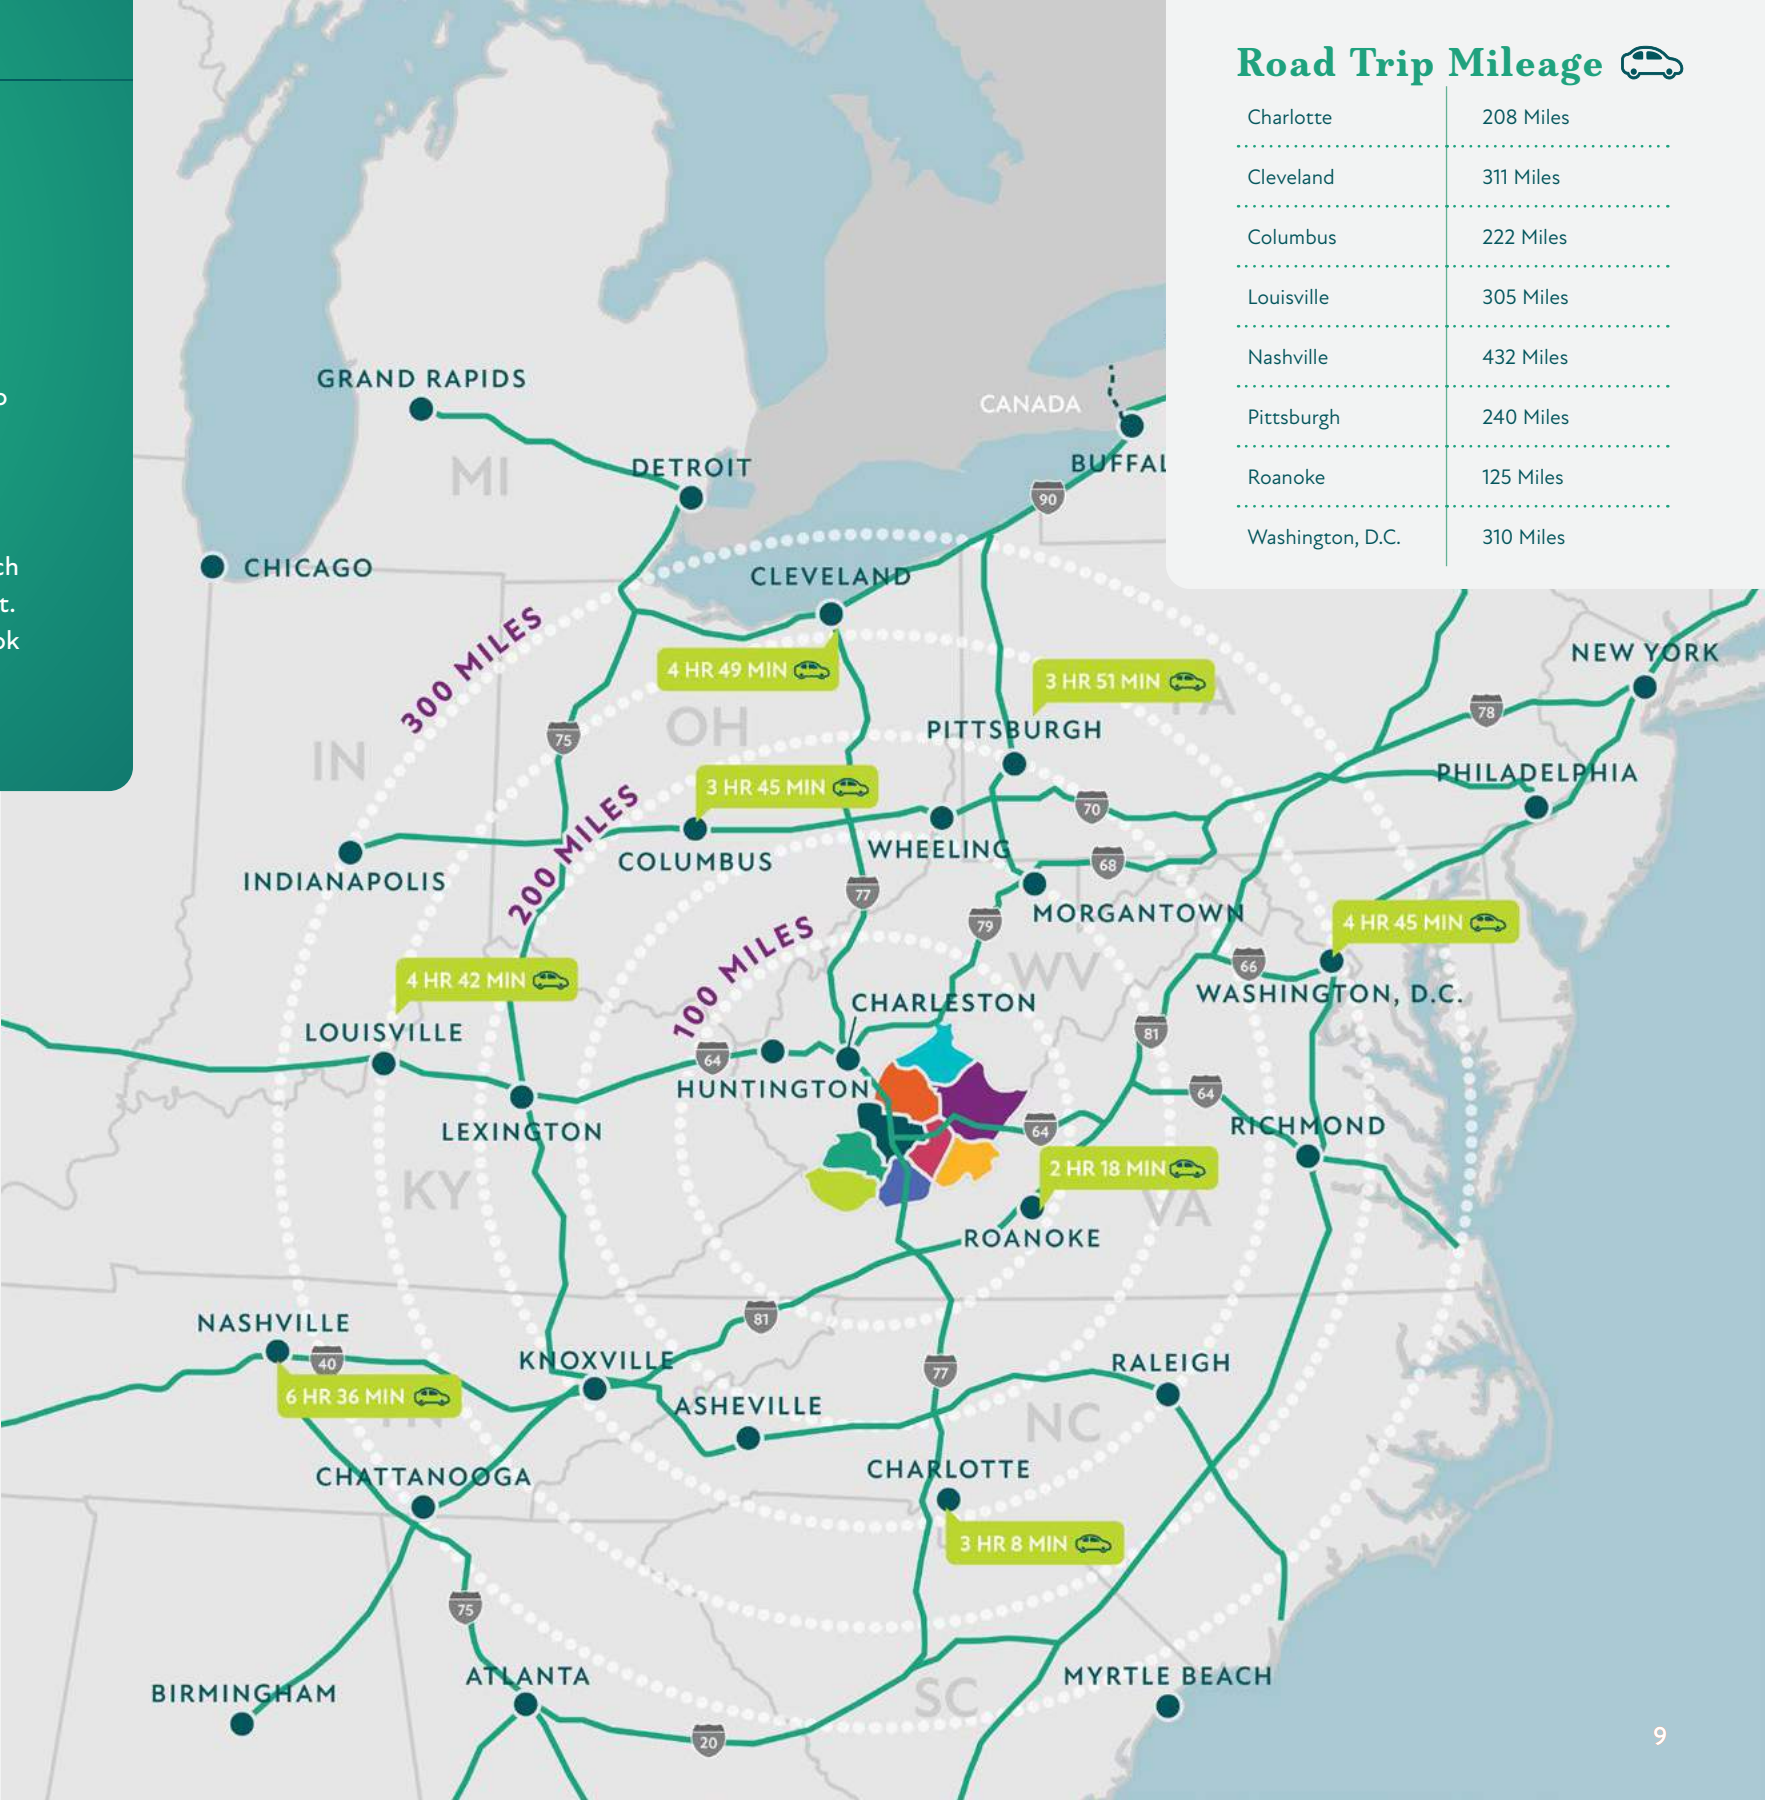 Road Trip Mileage
Charlotte 208 Miles
Cleveland 311 Miles
Columbus 222 Miles
Louisville 305 Miles
Nashville 432 Miles
Pittsburgh 240 Miles
Roanoke 125 Miles
Washington, D.C. 310 Miles
ch
t.
ok
GRAND RAPIDS
CANADA
MI
DETROIT
BUFFAL
90
CHICAGO
CLEVELAND
300 MILES
4 HR 49 MIN
3 HR 51 MIN
NEW YORK
OH
PITTSBURGH
78
75
IN
PHILADELPHIA
3 HR 45 MIN
200 MILES
70
COLUMBUS
WHEELING
68
INDIANAPOLIS
77
MORGANTOWN
79
4 HR 45 MIN
100 MILES
WV
66
4 HR 42 MIN
WASHINGTON, D.C.
CHARLESTON
LOUISVILLE
81
64
HUNTINGTON
64
LEXINGTON
64
RICHMOND
2 HR 18 MIN
KY
VA
ROANOKE
NASHVILLE
81
40
KNOXVILLE
77
RALEIGH
6 HR 36 MIN
ASHEVILLE
NC
CHATTANOOGA
CHARLOTTE
3 HR 8 MIN
75
ATLANTA
MYRTLE BEACH
BIRMINGHAM
SC
20
9